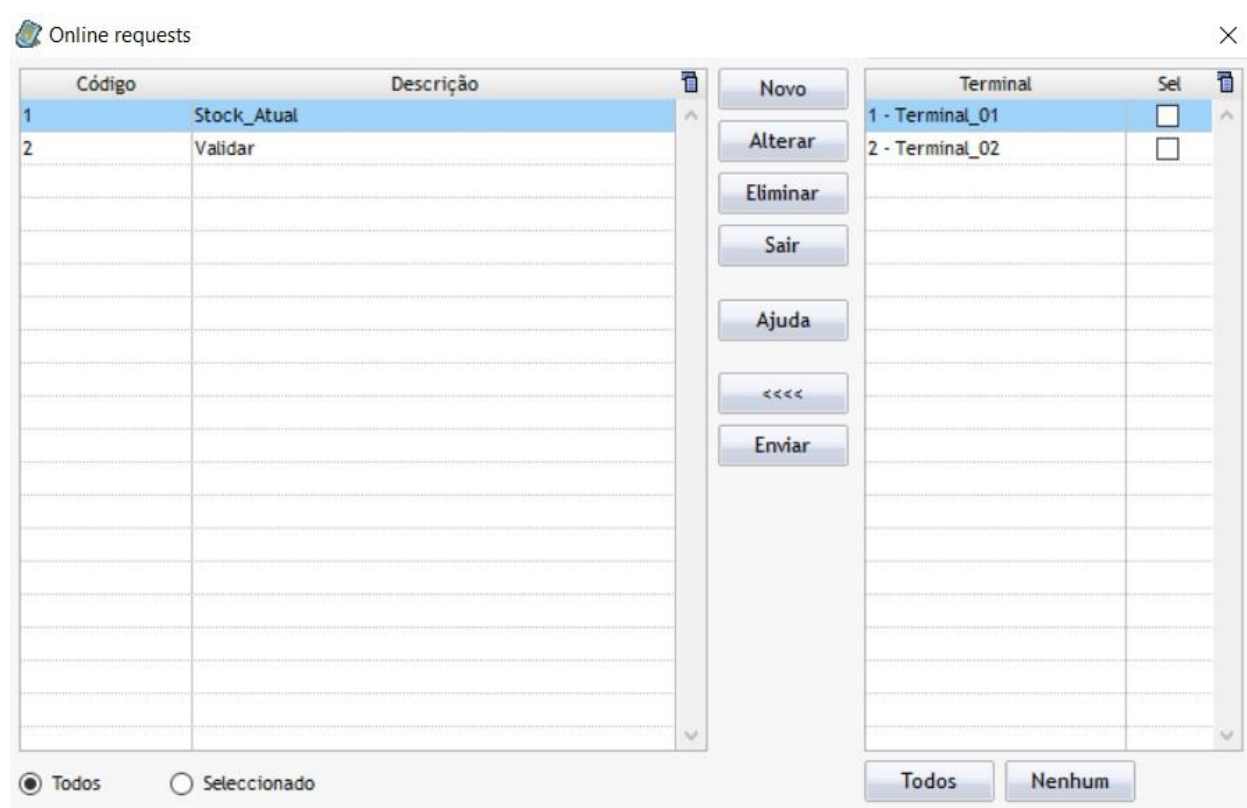 Online requests
Código Descrição
1 Stock_Atual
2 Validar
Novo
Alterar
Eliminar
Sair
Ajuda
<<<<
Enviar
Terminal Sel
1 - Terminal_01
2 - Terminal_02
Todos Seleccionado
Todos Nenhum